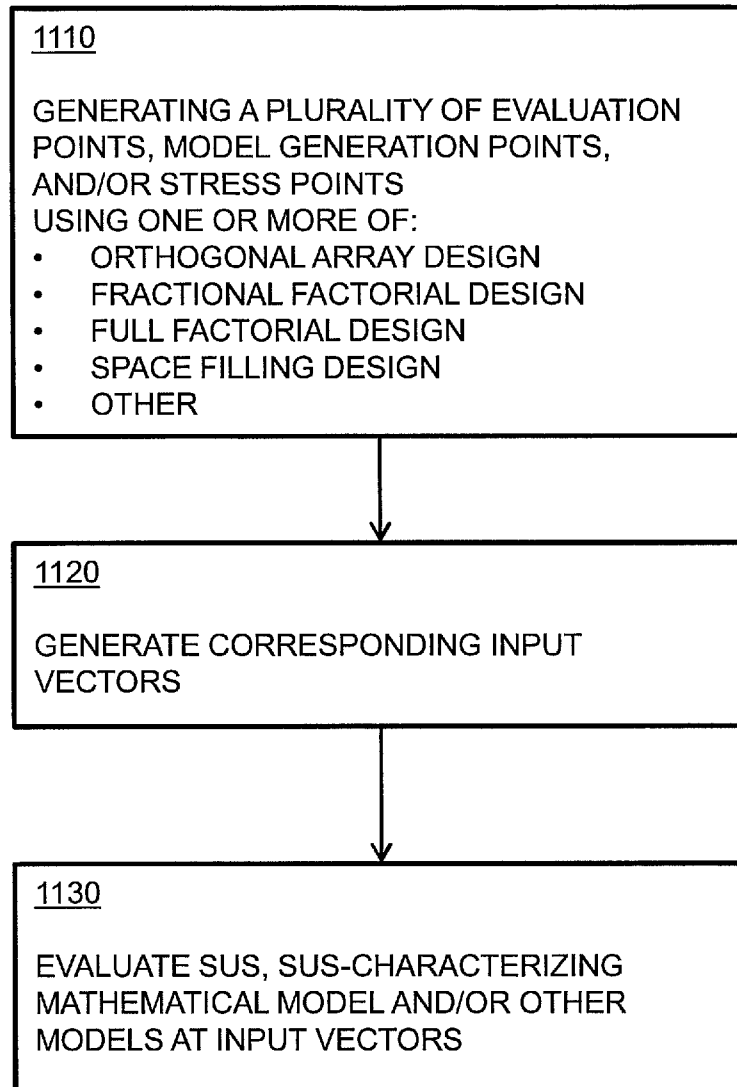 1110
GENERATING A PLURALITY OF EVALUATION
POINTS, MODEL GENERATION POINTS,
AND/OR STRESS POINTS
USING ONE OR MORE OF:
• ORTHOGONAL ARRAY DESIGN
• FRACTIONAL FACTORIAL DESIGN
• FULL FACTORIAL DESIGN
• SPACE FILLING DESIGN
• OTHER
1120
GENERATE CORRESPONDING INPUT
VECTORS
1130
EVALUATE SUS, SUS-CHARACTERIZING
MATHEMATICAL MODEL AND/OR OTHER
MODELS AT INPUT VECTORS